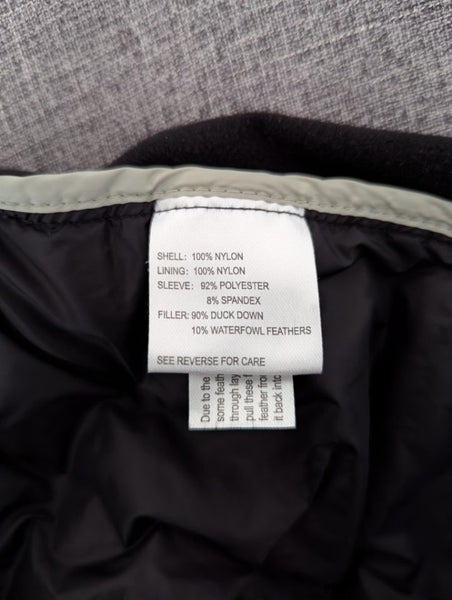 SHELL: 100% NYLON
LINING: 100% NYLON
SLEEVE: 92% POLYESTER
8% SPANDEX
FILLER: 90% DUCK DOWN
10% WATERFOWL FEATHERS
SEE REVERSE FOR CARE
Due to the
some feath
through lay
pull these f
feather from
it back into